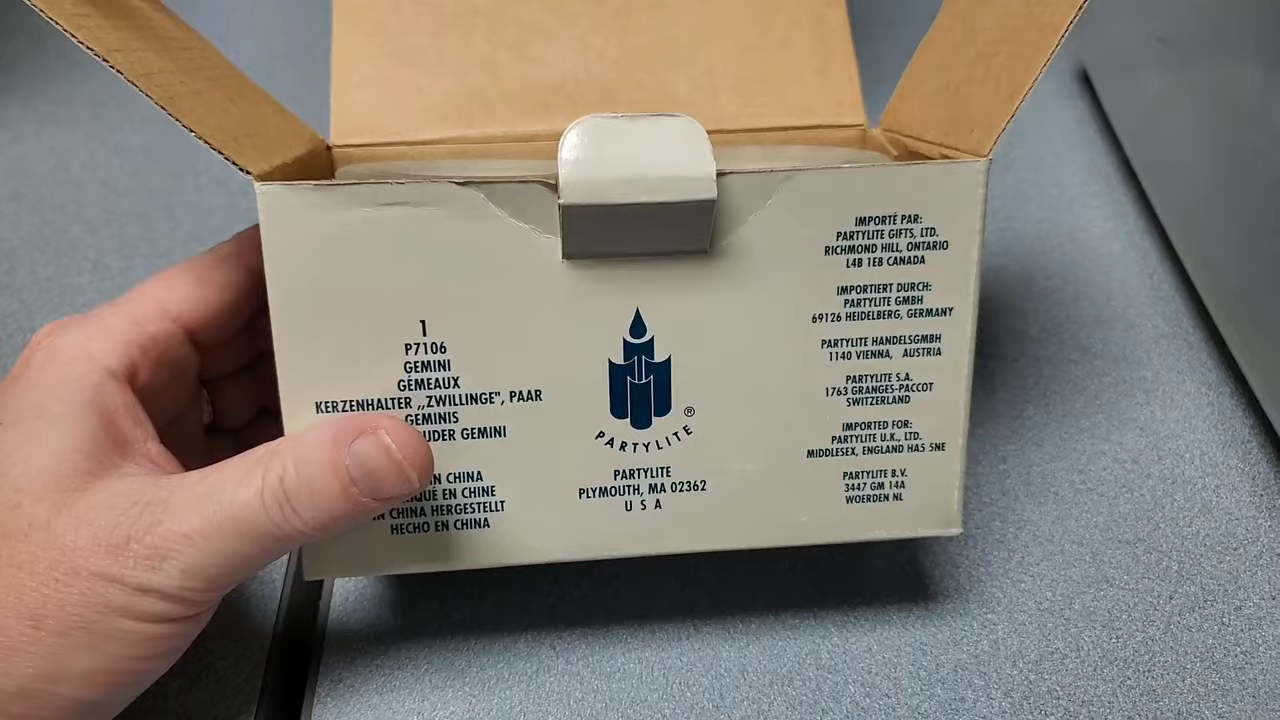 1
P7106
GEMINI
GÉMEAUX
KERZENHALTER „ZWILLINGE", PAAR
GEMINIS
GEMINI
CHINA
EN CHINE
CHINA HERGESTELLT
HECHO EN CHINA
®
PARTYLITE
PARTYLITE
PLYMOUTH, MA 02362
U S A
IMPORTÉ PAR:
PARTYLITE GIFTS, LTD.
RICHMOND HILL, ONTARIO
L4B 1E8 CANADA
IMPORTIERT DURCH:
PARTYLITE GMBH
69126 HEIDELBERG, GERMANY
PARTYLITE HANDELSGMBH
1140 VIENNA, AUSTRIA
PARTYLITE S.A.
1763 GRANGES-PACCOT
SWITZERLAND
IMPORTED FOR:
PARTYLITE U.K., LTD.
MIDDLESEX, ENGLAND HA5 5NE
PARTYLITE B.V.
3447 GM 14A
WOERDEN NL